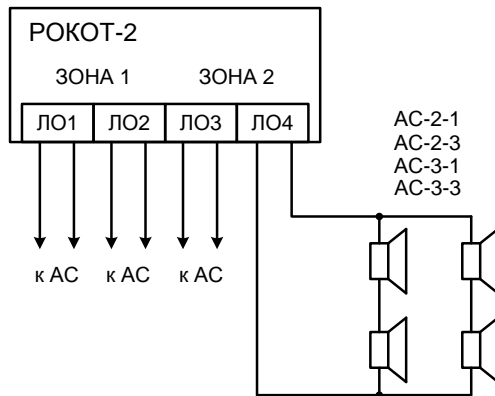 РОКОТ-2
ЗОНА 1 ЗОНА 2
ЛО1 ЛО2 ЛО3 ЛО4
АС-2-1
АС-2-3
АС-3-1
АС-3-3
к АС к АС к АС